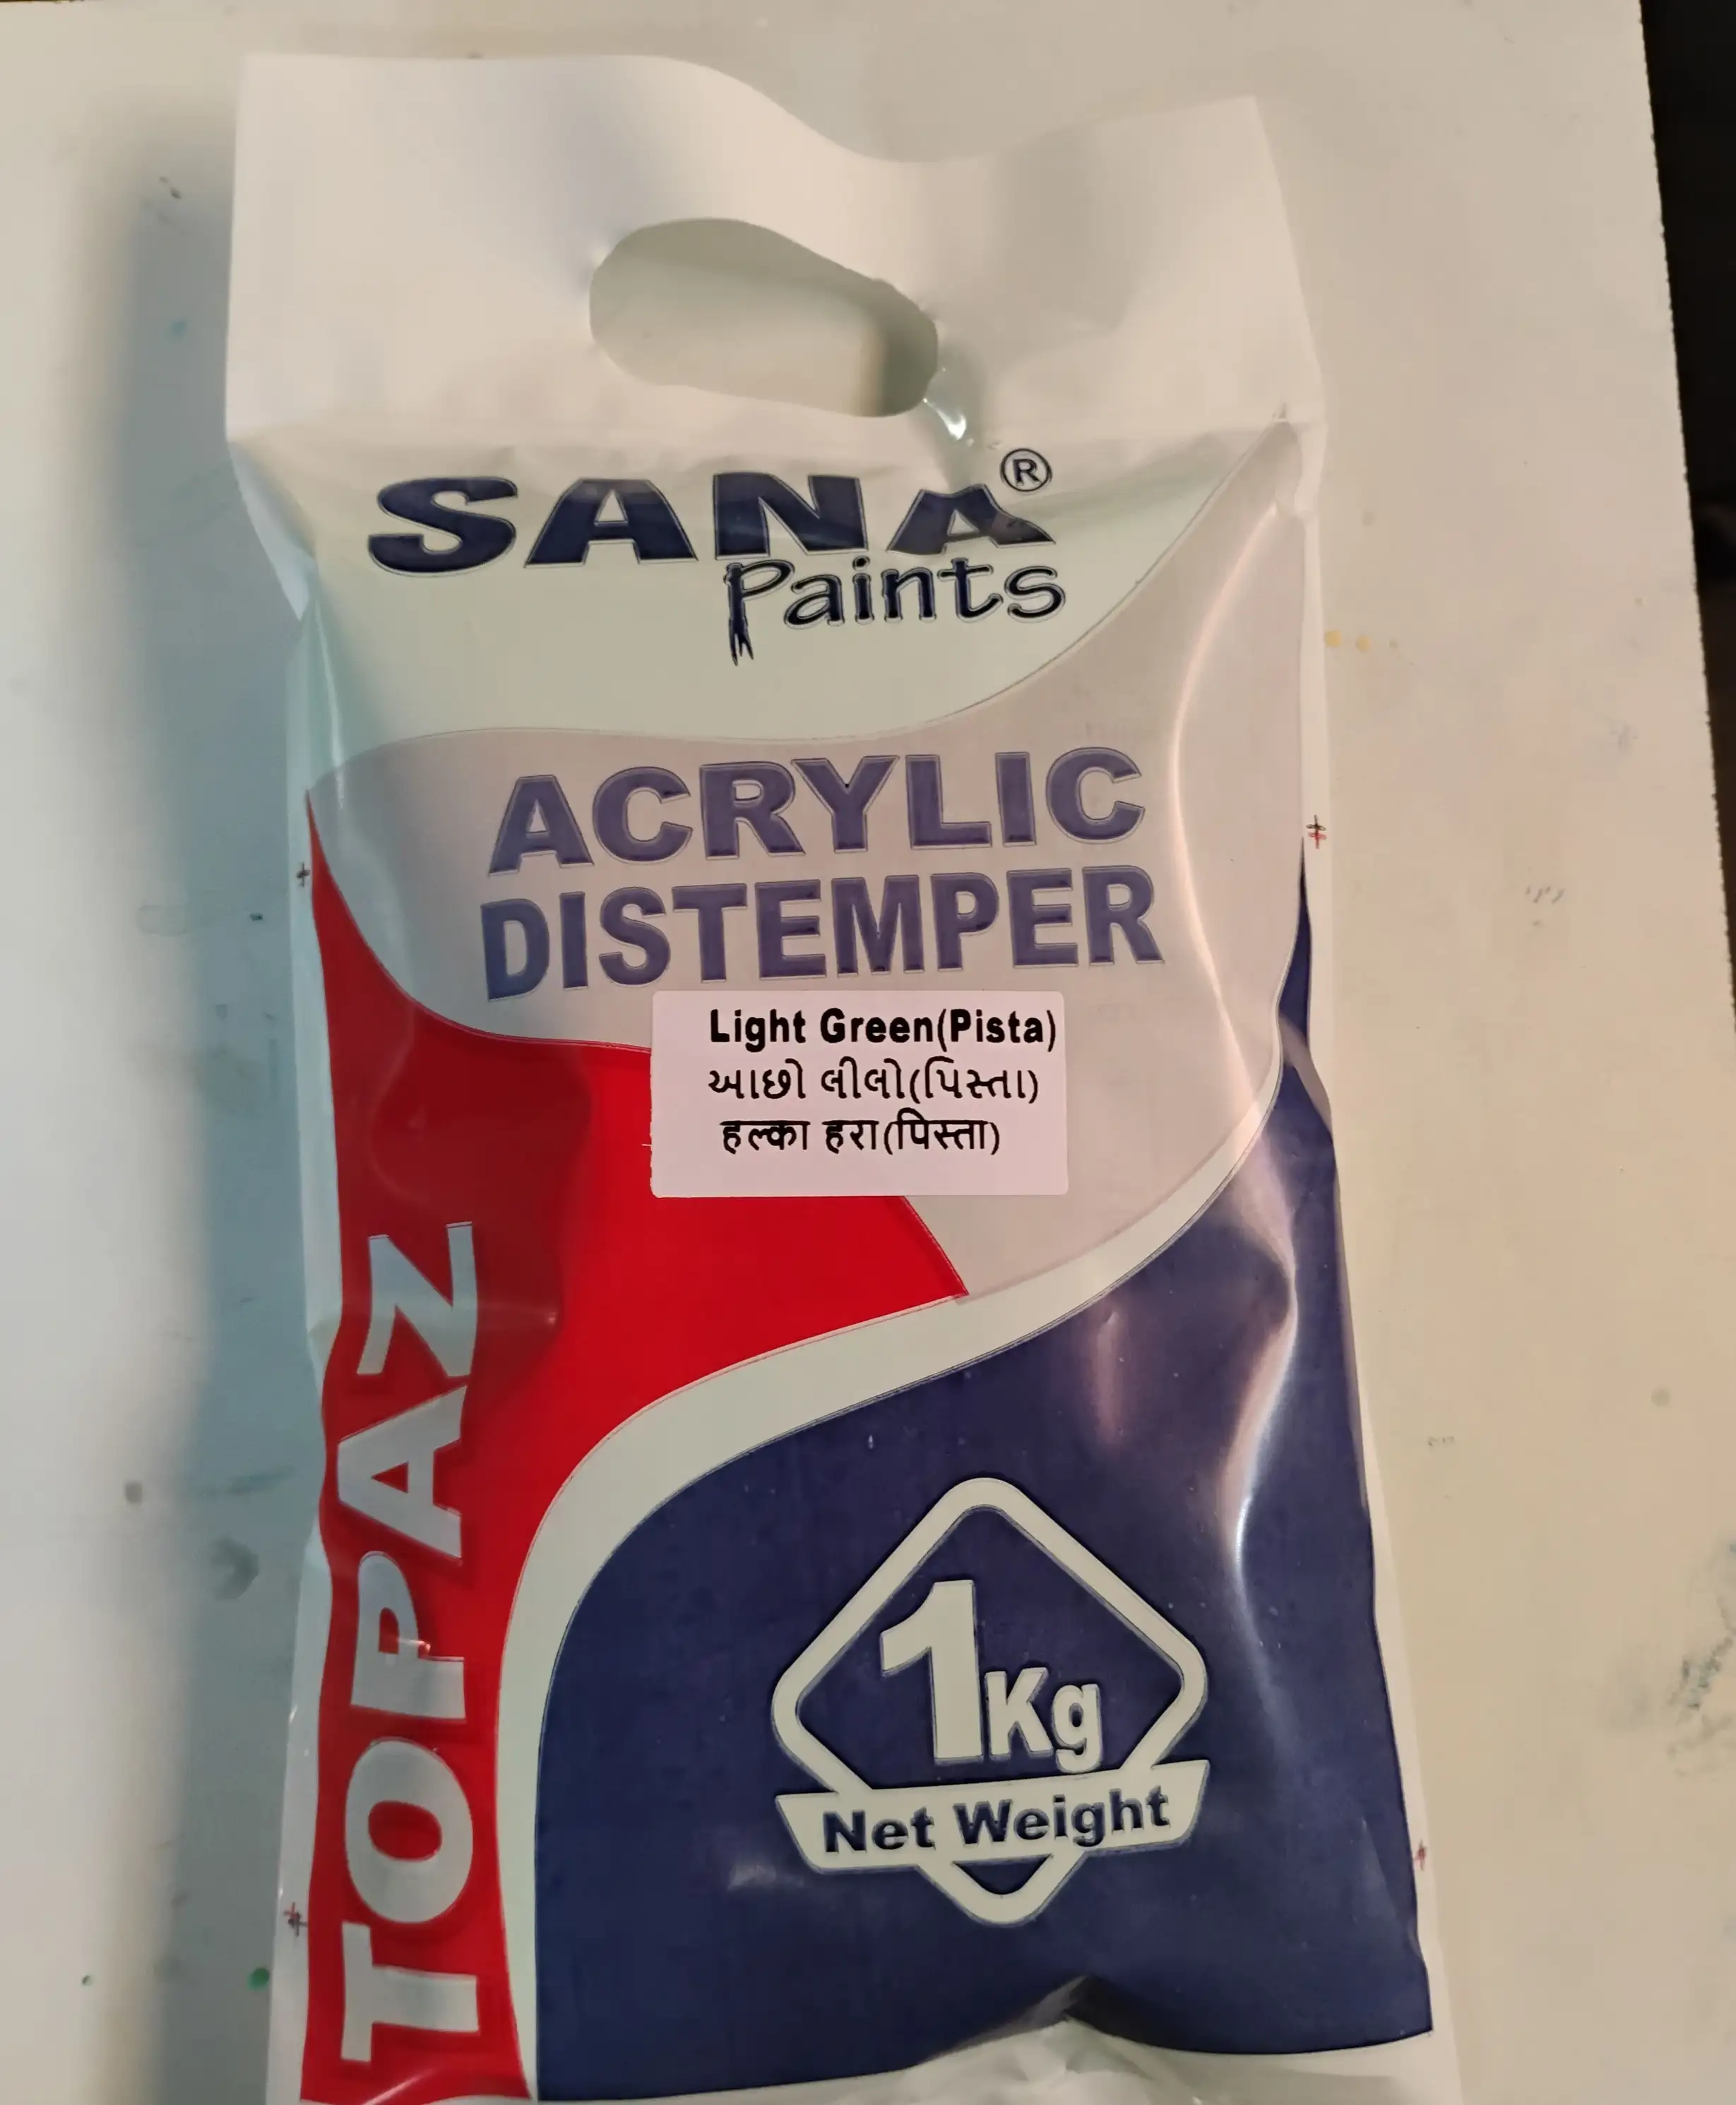 SANA®
Paints
ACRYLIC
DISTEMPER
Light Green(Pista)
આછો લીલો(પિસ્તા)
हल्का हरा(पिस्ता)
TOPAZ
1Kg
Net Weight